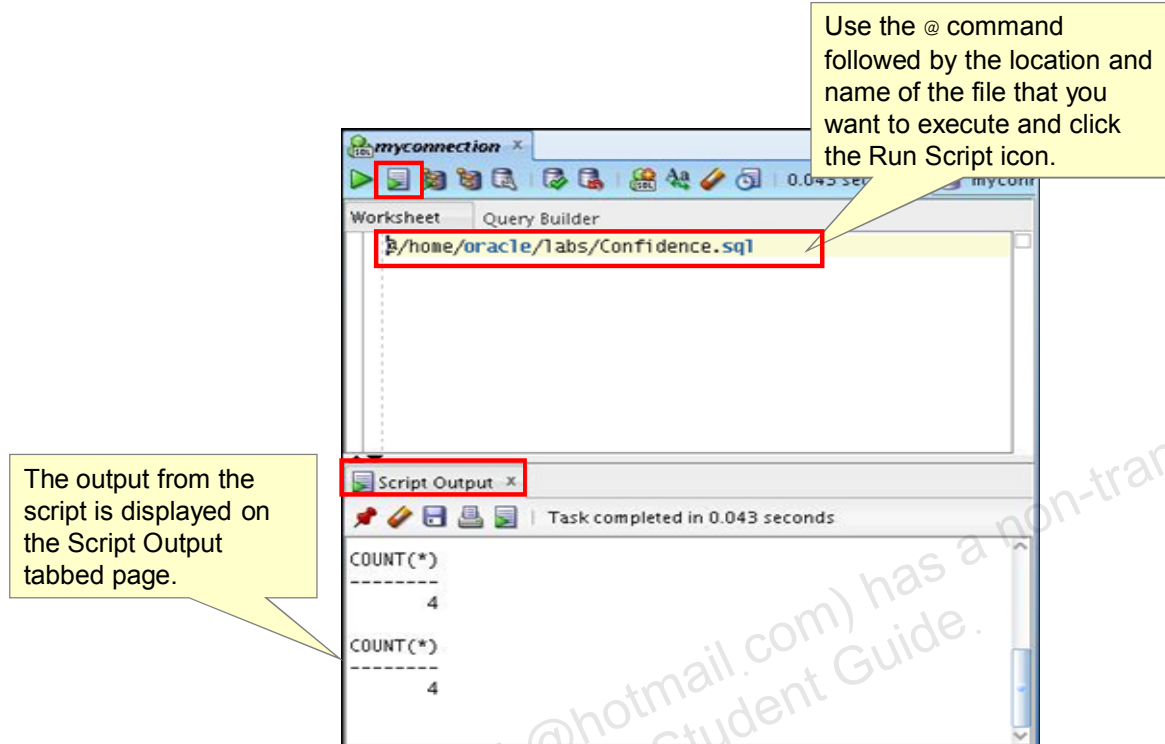 Use the @ command
followed by the location and
name of the file that you
want to execute and click
the Run Script icon.
myconnection
0.043 sec
myconn
Worksheet Query Builder
@/home/oracle/labs/Confidence.sql
The output from the
script is displayed on
the Script Output
tabbed page.
Script Output
Task completed in 0.043 seconds
COUNT(*)
--------
4
COUNT(*)
--------
4
non-tran
com) has a
@hotmail
Student Guide.